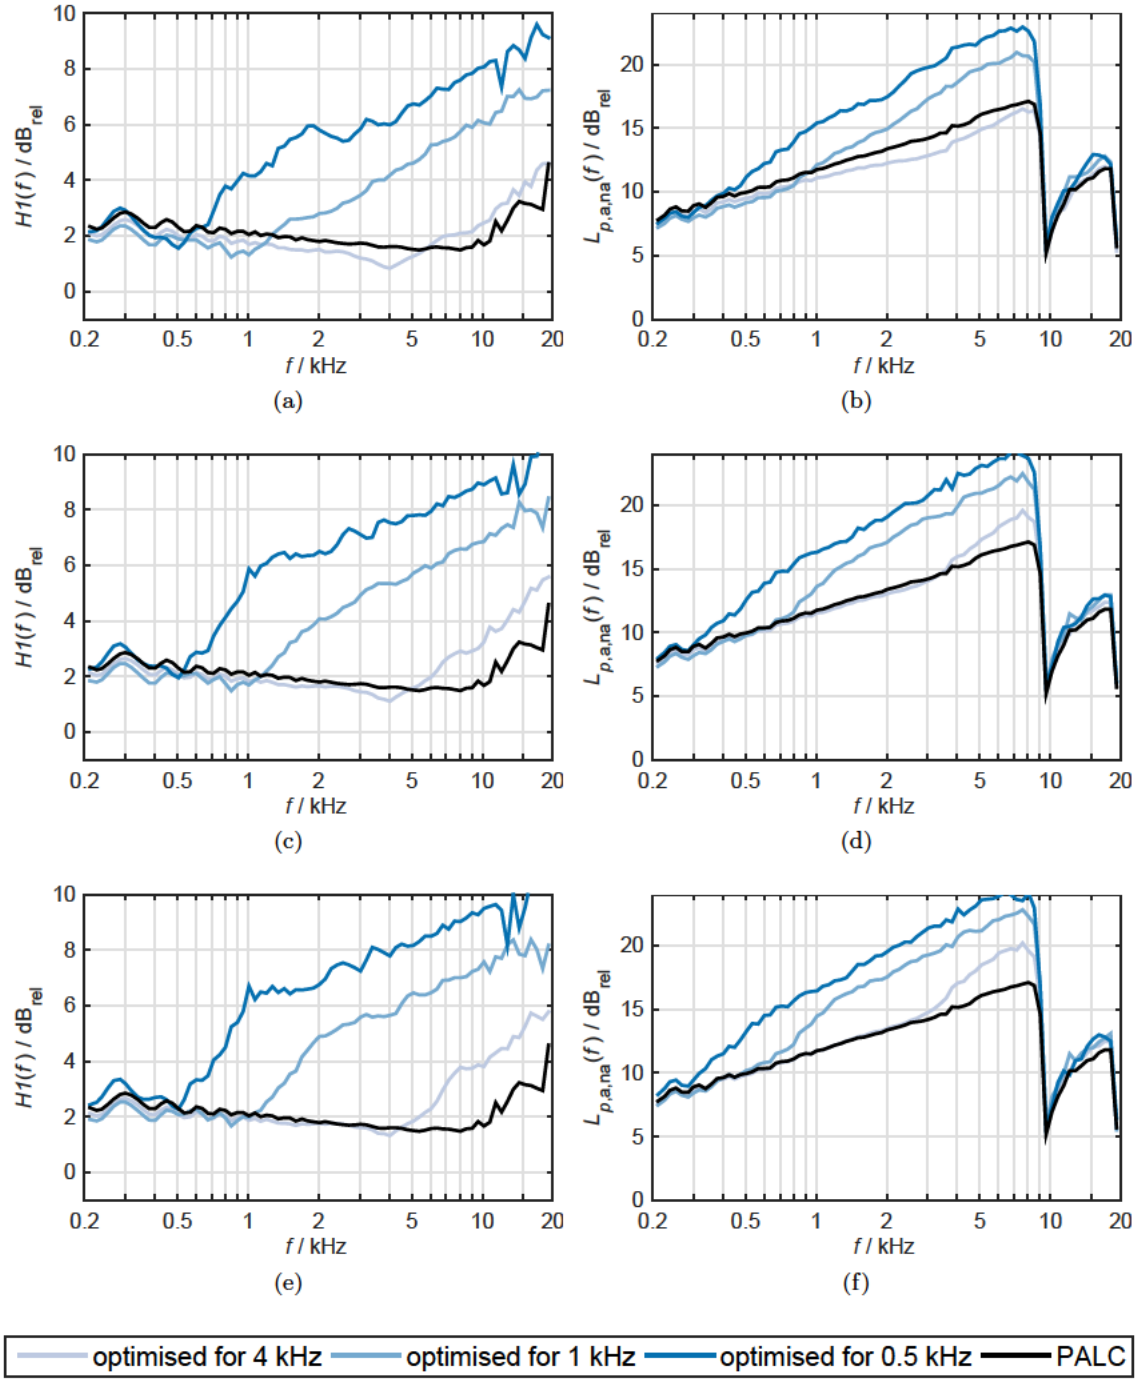 10
8
6
4
2
0
H1(f) / dBrel
0.2 0.5 1 2 5 10 20
f / kHz
(a)
20
15
10
5
0
Lp,a,na(f) / dBrel
0.2 0.5 1 2 5 10 20
f / kHz
(b)
10
8
6
4
2
0
H1(f) / dBrel
0.2 0.5 1 2 5 10 20
f / kHz
(c)
20
15
10
5
0
Lp,a,na(f) / dBrel
0.2 0.5 1 2 5 10 20
f / kHz
(d)
10
8
6
4
2
0
H1(f) / dBrel
0.2 0.5 1 2 5 10 20
f / kHz
(e)
20
15
10
5
0
Lp,a,na(f) / dBrel
0.2 0.5 1 2 5 10 20
f / kHz
(f)
optimised for 4 kHz optimised for 1 kHz optimised for 0.5 kHz PALC